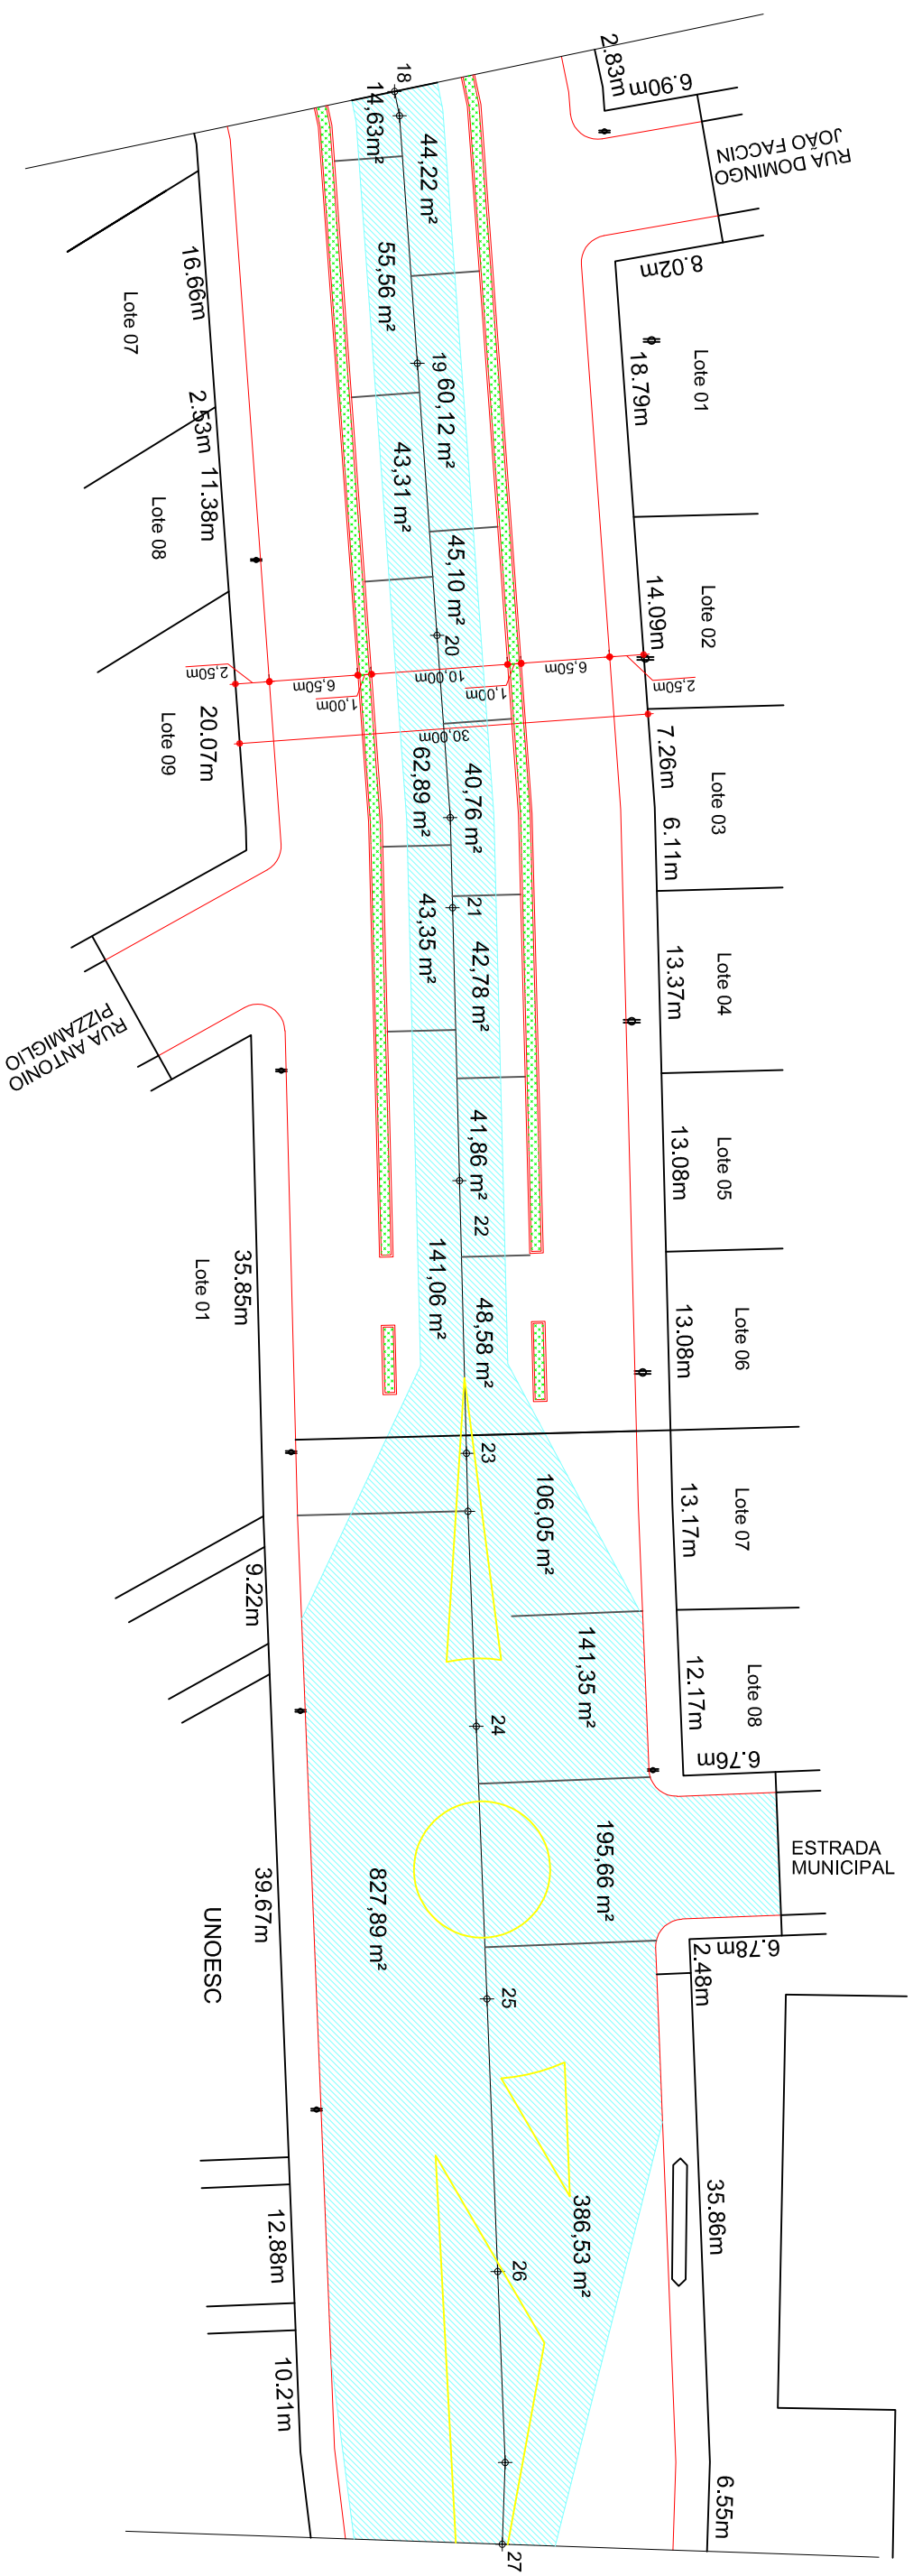 2.83m
6.90m
RUA DOMINGO
JOÃO FACCIN
18
14,63m²
44,22 m²
8.02m
16.66m
55,56 m²
Lote 07
19
60,12 m²
18.79m
Lote 01
2.53m
11.38m
43,31 m²
Lote 08
45,10 m²
14.09m
Lote 02
20
2,50m
6,50m
1,00m
10,00m
1,00m
6,50m
2,50m
30,00m
20.07m
Lote 09
62,89 m²
40,76 m²
7.26m
Lote 03
6.11m
21
43,35 m²
42,78 m²
13.37m
Lote 04
RUA ANTONIO
PIZZAMIGLIO
41,86 m²
13.08m
Lote 05
22
35.85m
Lote 01
141,06 m²
48,58 m²
13.08m
Lote 06
23
106,05 m²
13.17m
Lote 07
9.22m
141,35 m²
12.17m
Lote 08
24
6.76m
ESTRADA
MUNICIPAL
195,66 m²
39.67m
827,89 m²
UNOESC
6.78m
2.48m
25
386,53 m²
35.86m
12.88m
26
10.21m
6.55m
27